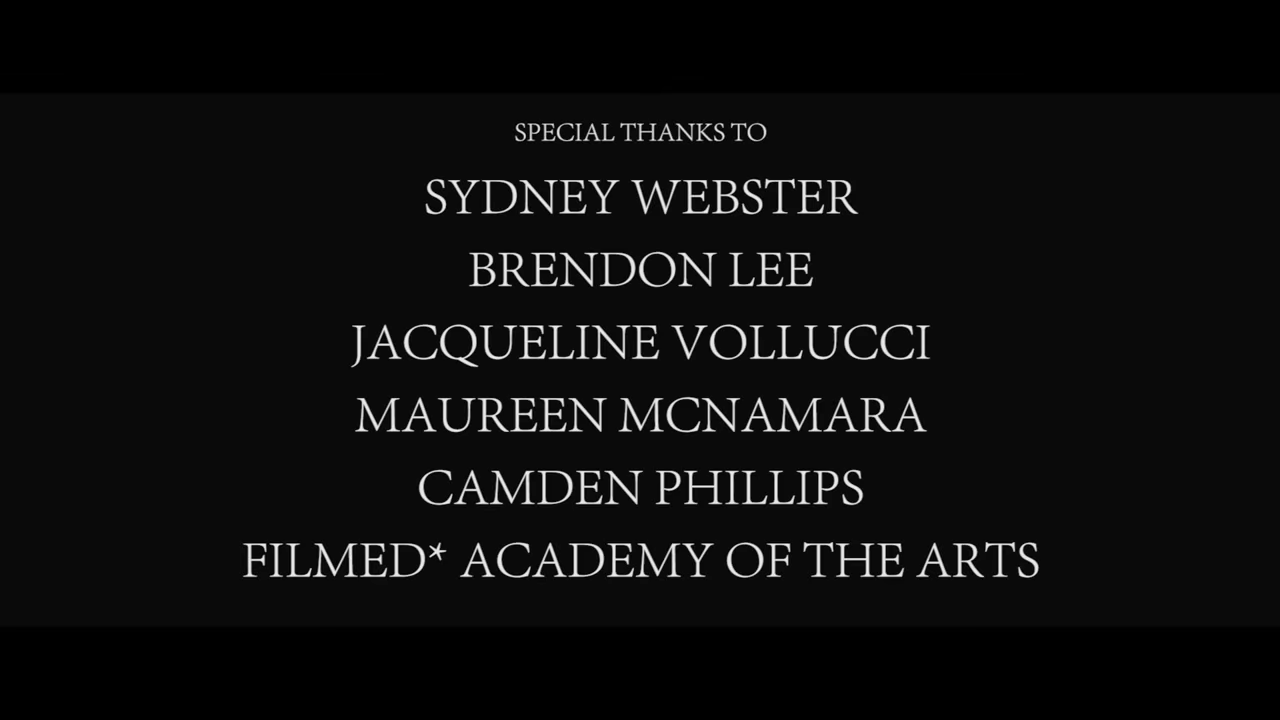 SPECIAL THANKS TO
SYDNEY WEBSTER
BRENDON LEE
JACQUELINE VOLLUCCI
MAUREEN MCNAMARA
CAMDEN PHILLIPS
FILMED* ACADEMY OF THE ARTS